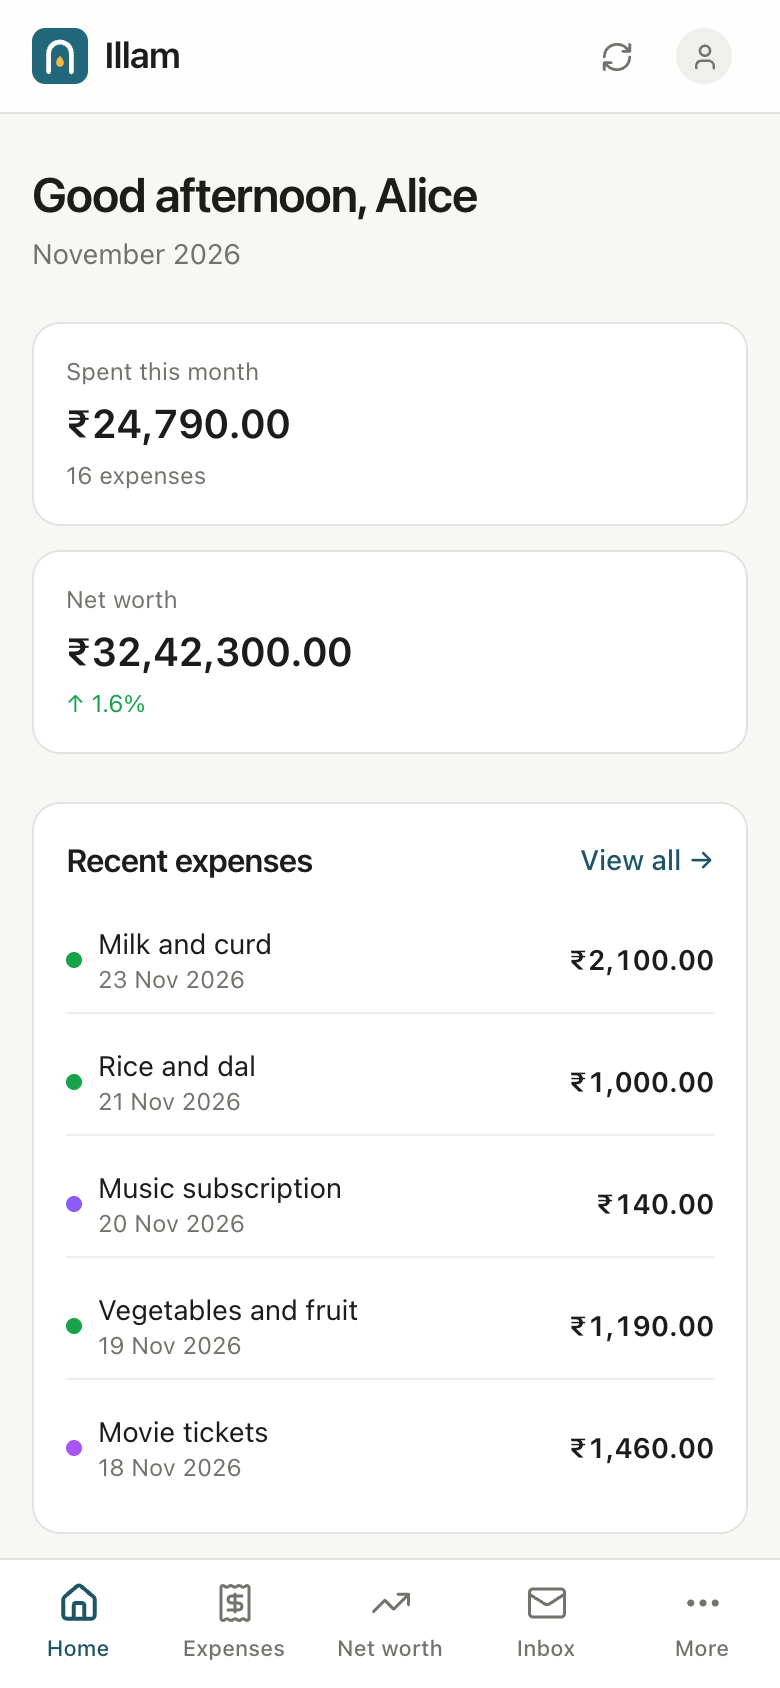 Illam
Good afternoon, Alice
November 2026
Spent this month
₹24,790.00
16 expenses
Net worth
₹32,42,300.00
↑ 1.6%
Recent expenses
View all →
Milk and curd
23 Nov 2026
₹2,100.00
Rice and dal
21 Nov 2026
₹1,000.00
Music subscription
20 Nov 2026
₹140.00
Vegetables and fruit
19 Nov 2026
₹1,190.00
Movie tickets
18 Nov 2026
₹1,460.00
Home
Expenses
Net worth
Inbox
More